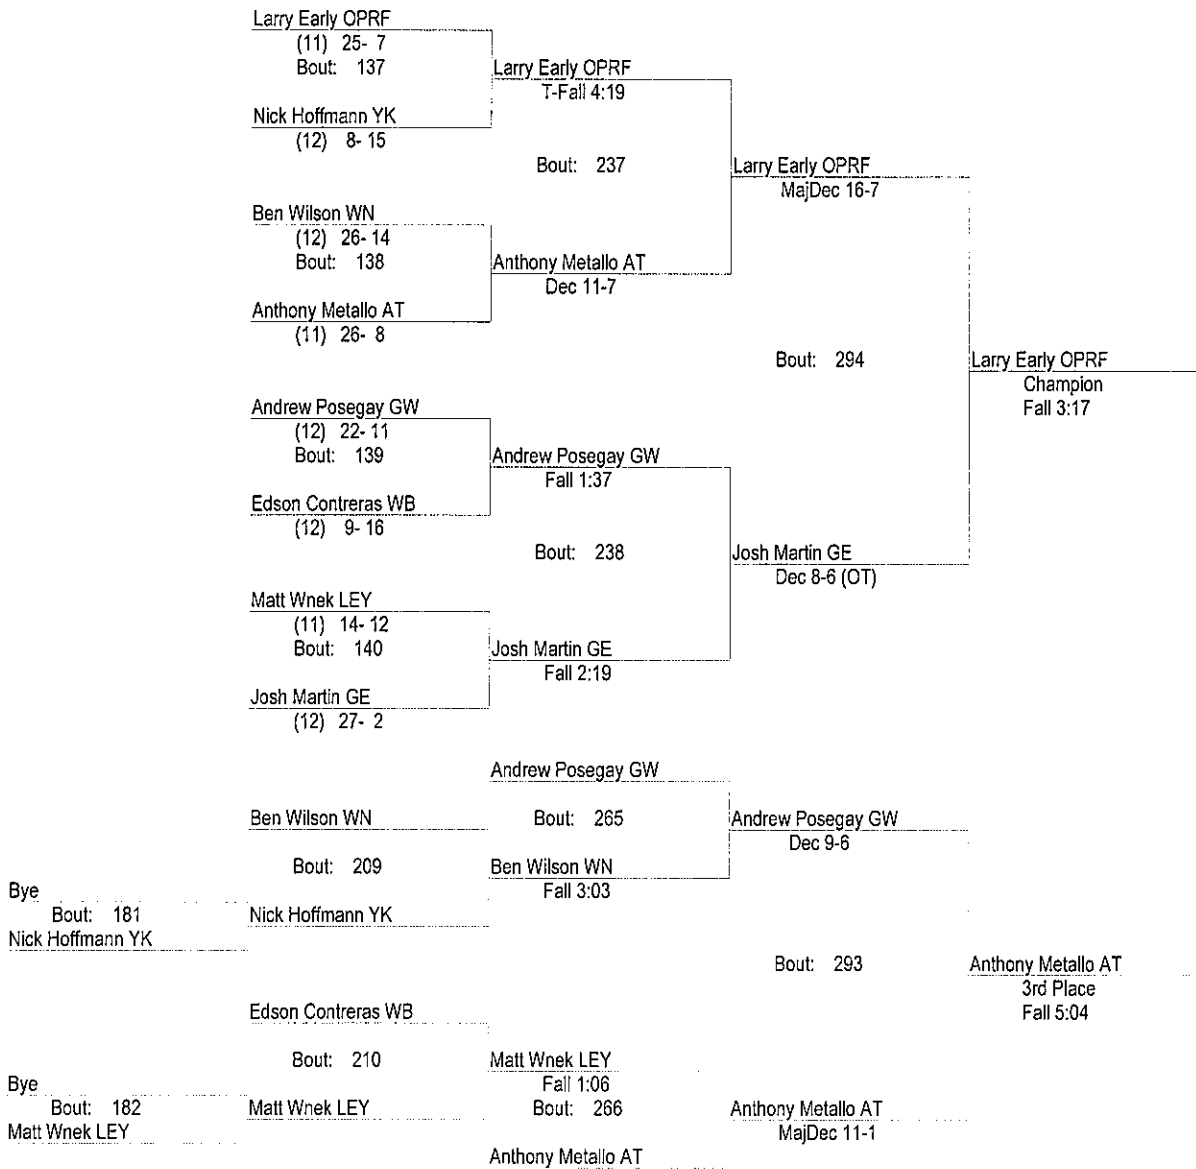 Larry Early OPRF
(11) 25- 7
Bout: 137
Larry Early OPRF
T-Fall 4:19
Nick Hoffmann YK
(12) 8- 15
Bout: 237
Larry Early OPRF
MajDec 16-7
Ben Wilson WN
(12) 26- 14
Bout: 138
Anthony Metallo AT
Dec 11-7
Anthony Metallo AT
(11) 26- 8
Bout: 294
Larry Early OPRF
Champion
Fall 3:17
Andrew Posegay GW
(12) 22- 11
Bout: 139
Andrew Posegay GW
Fall 1:37
Edson Contreras WB
(12) 9- 16
Bout: 238
Josh Martin GE
Dec 8-6 (OT)
Matt Wnek LEY
(11) 14- 12
Bout: 140
Josh Martin GE
Fall 2:19
Josh Martin GE
(12) 27- 2
Andrew Posegay GW
Ben Wilson WN
Bout: 265
Andrew Posegay GW
Dec 9-6
Bout: 209
Ben Wilson WN
Fall 3:03
Bye
Bout: 181
Nick Hoffmann YK
Nick Hoffmann YK
Bout: 293
Anthony Metallo AT
3rd Place
Fall 5:04
Edson Contreras WB
Bout: 210
Matt Wnek LEY
Fall 1:06
Bye
Bout: 182
Matt Wnek LEY
Matt Wnek LEY
Bout: 266
Anthony Metallo AT
MajDec 11-1
Anthony Metallo AT